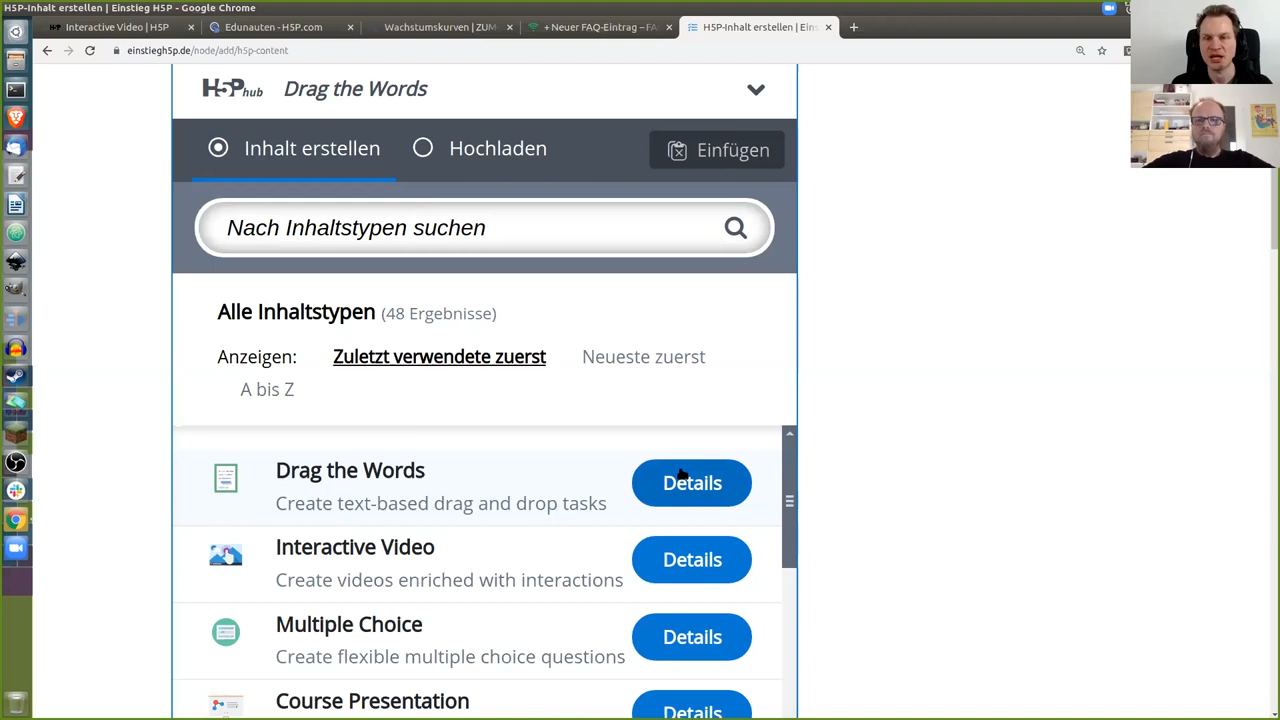 H5P-Inhalt erstellen | Einstieg H5P - Google Chrome
Interactive Video | H5P
Edunauten - H5P.com
Wachstumskurven | ZUM
+ Neuer FAQ-Eintrag – FA
H5P-Inhalt erstellen | Eins
einstiegh5p.de/node/add/h5p-content
H5P hub Drag the Words
Inhalt erstellen
Hochladen
Einfügen
Nach Inhaltstypen suchen
Alle Inhaltstypen (48 Ergebnisse)
Anzeigen: Zuletzt verwendete zuerst Neueste zuerst
A bis Z
Drag the Words
Create text-based drag and drop tasks
Details
Interactive Video
Create videos enriched with interactions
Details
Multiple Choice
Create flexible multiple choice questions
Details
Course Presentation
Details